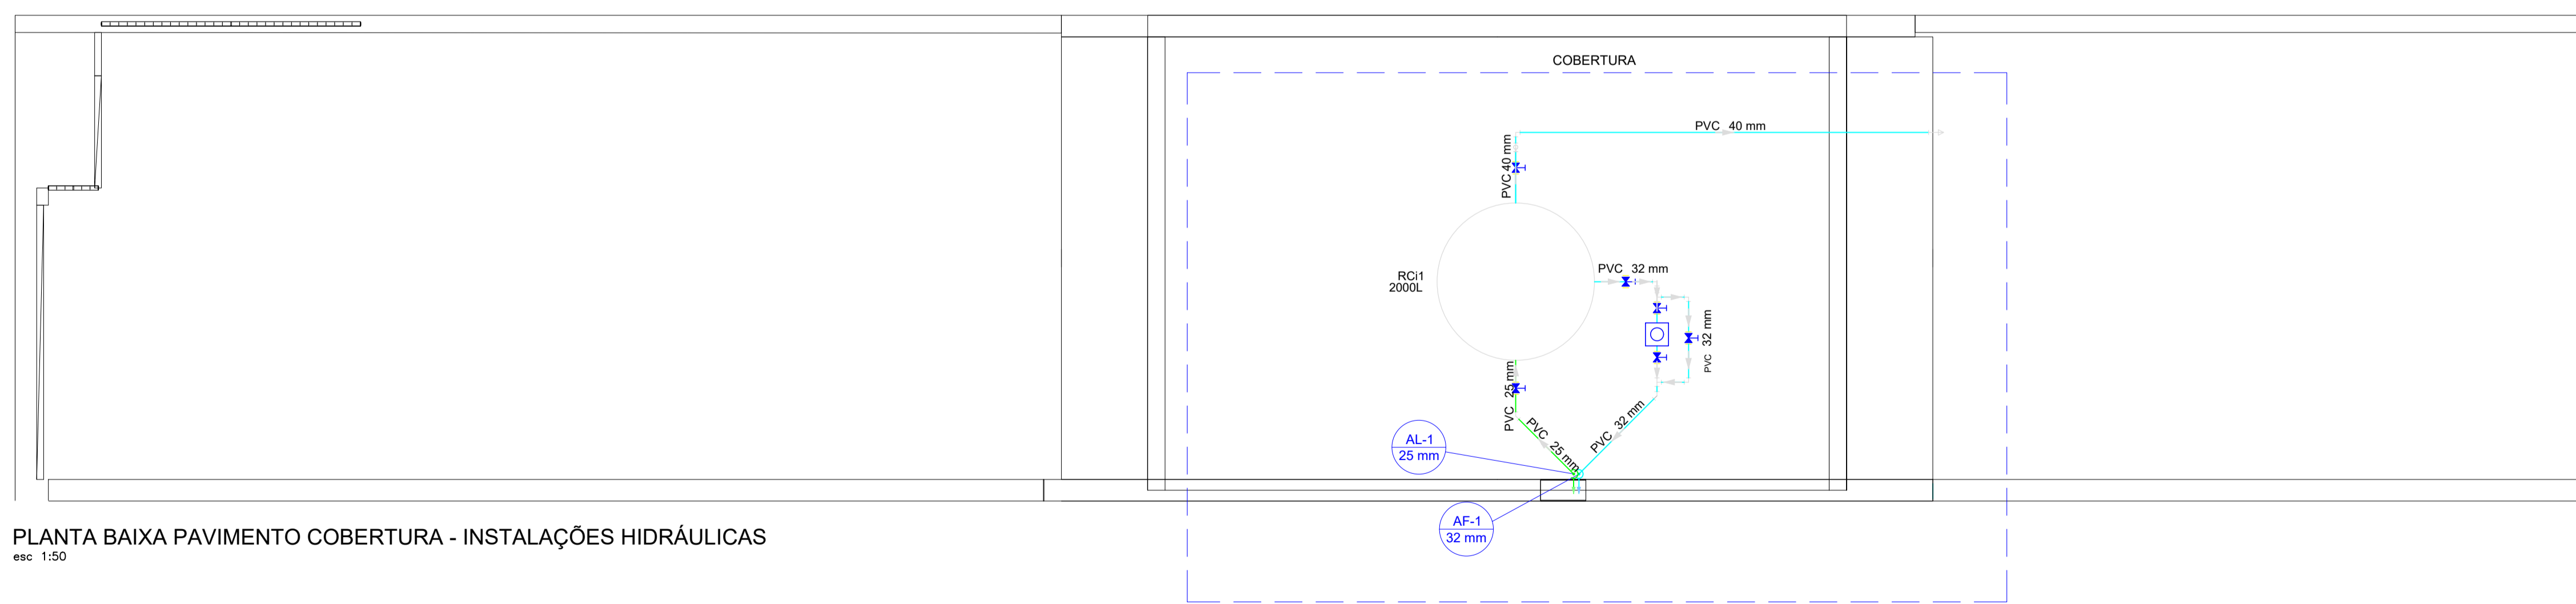 COBERTURA
PVC 40 mm
PVC 40 mm
PVC 32 mm
RCi1
2000L
PVC 32 mm
PVC 25 mm
PVC 25 mm
PVC 32 mm
AL-1
25 mm
AF-1
32 mm
PLANTA BAIXA PAVIMENTO COBERTURA - INSTALAÇÕES HIDRÁULICAS
esc 1:50